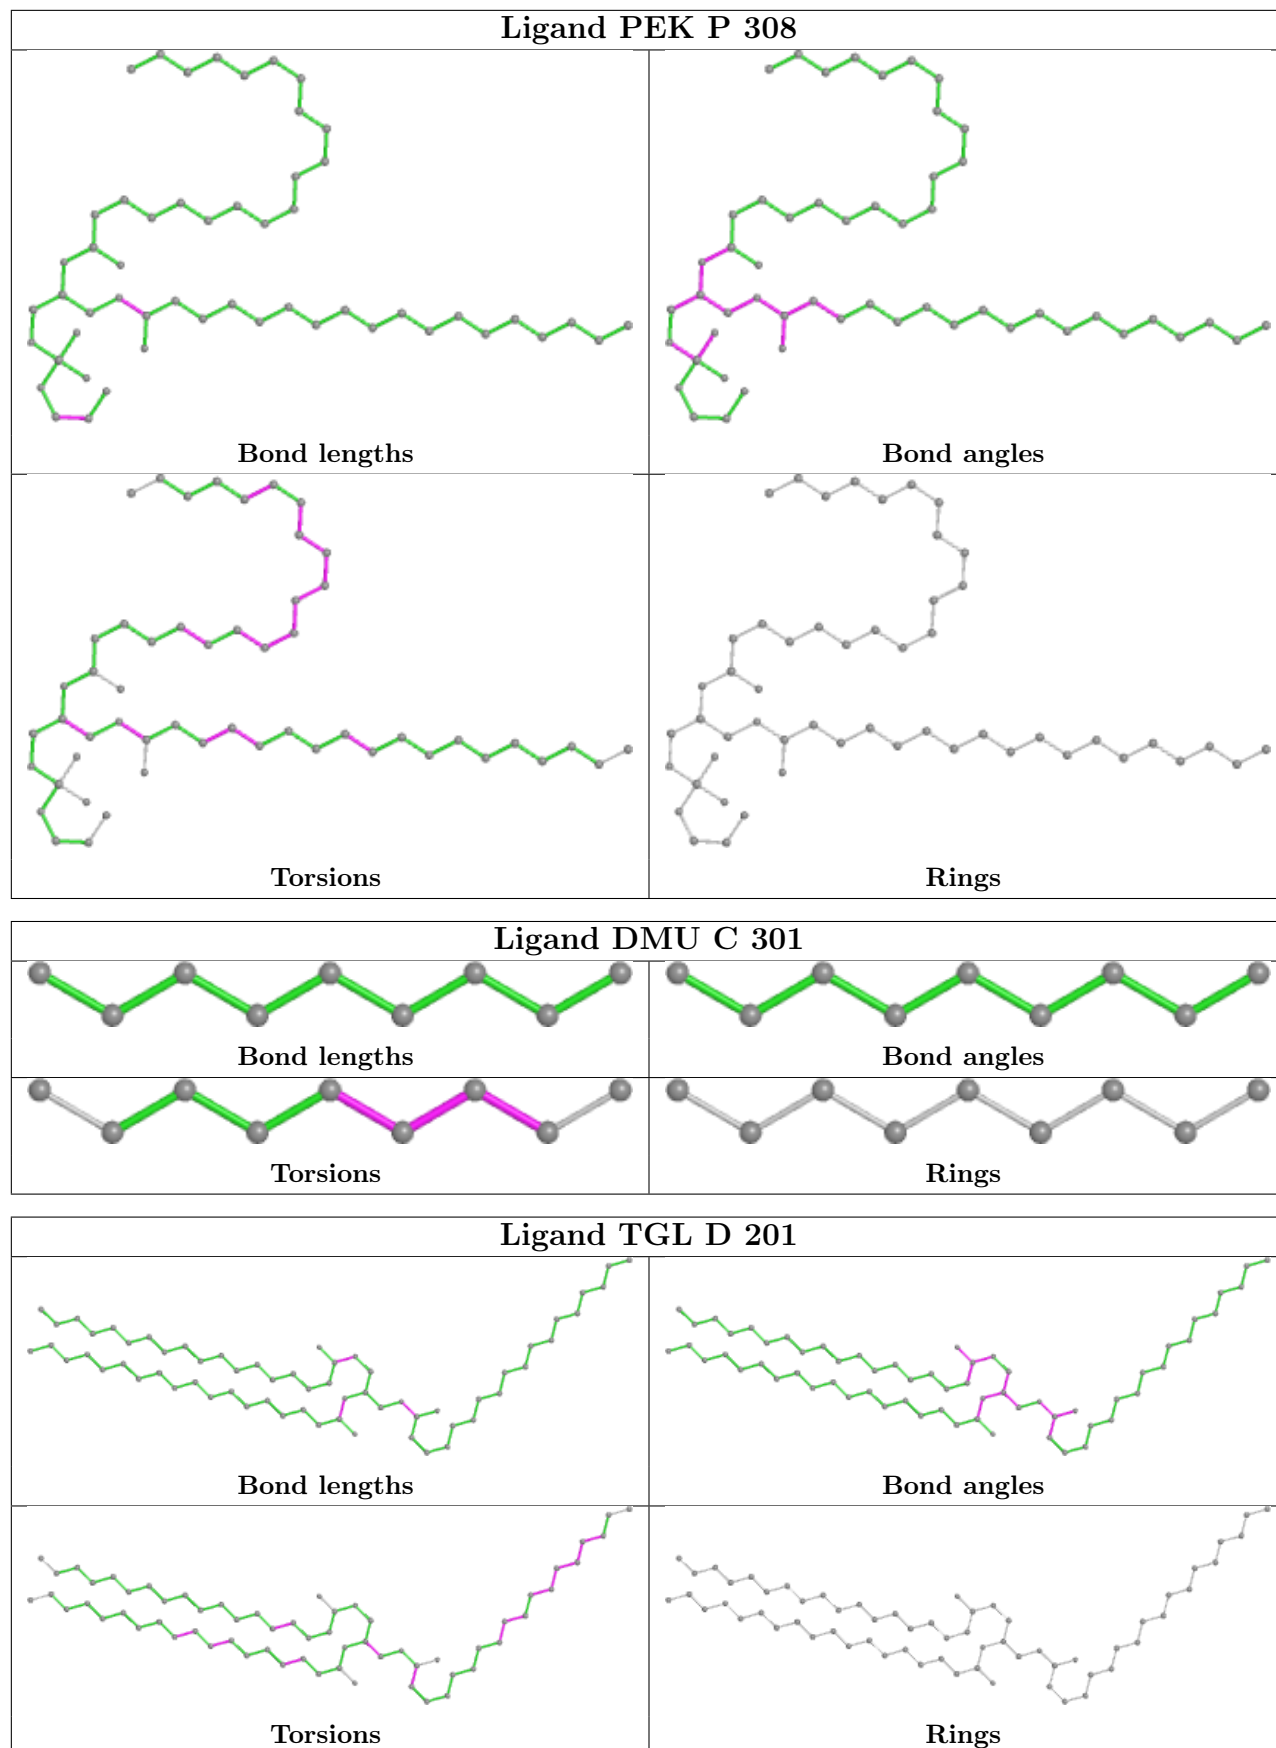 Ligand PEK P 308
Bond lengths
Bond angles
Torsions
Rings
Ligand DMU C 301
Bond lengths
Bond angles
Torsions
Rings
Ligand TGL D 201
Bond lengths
Bond angles
Torsions
Rings